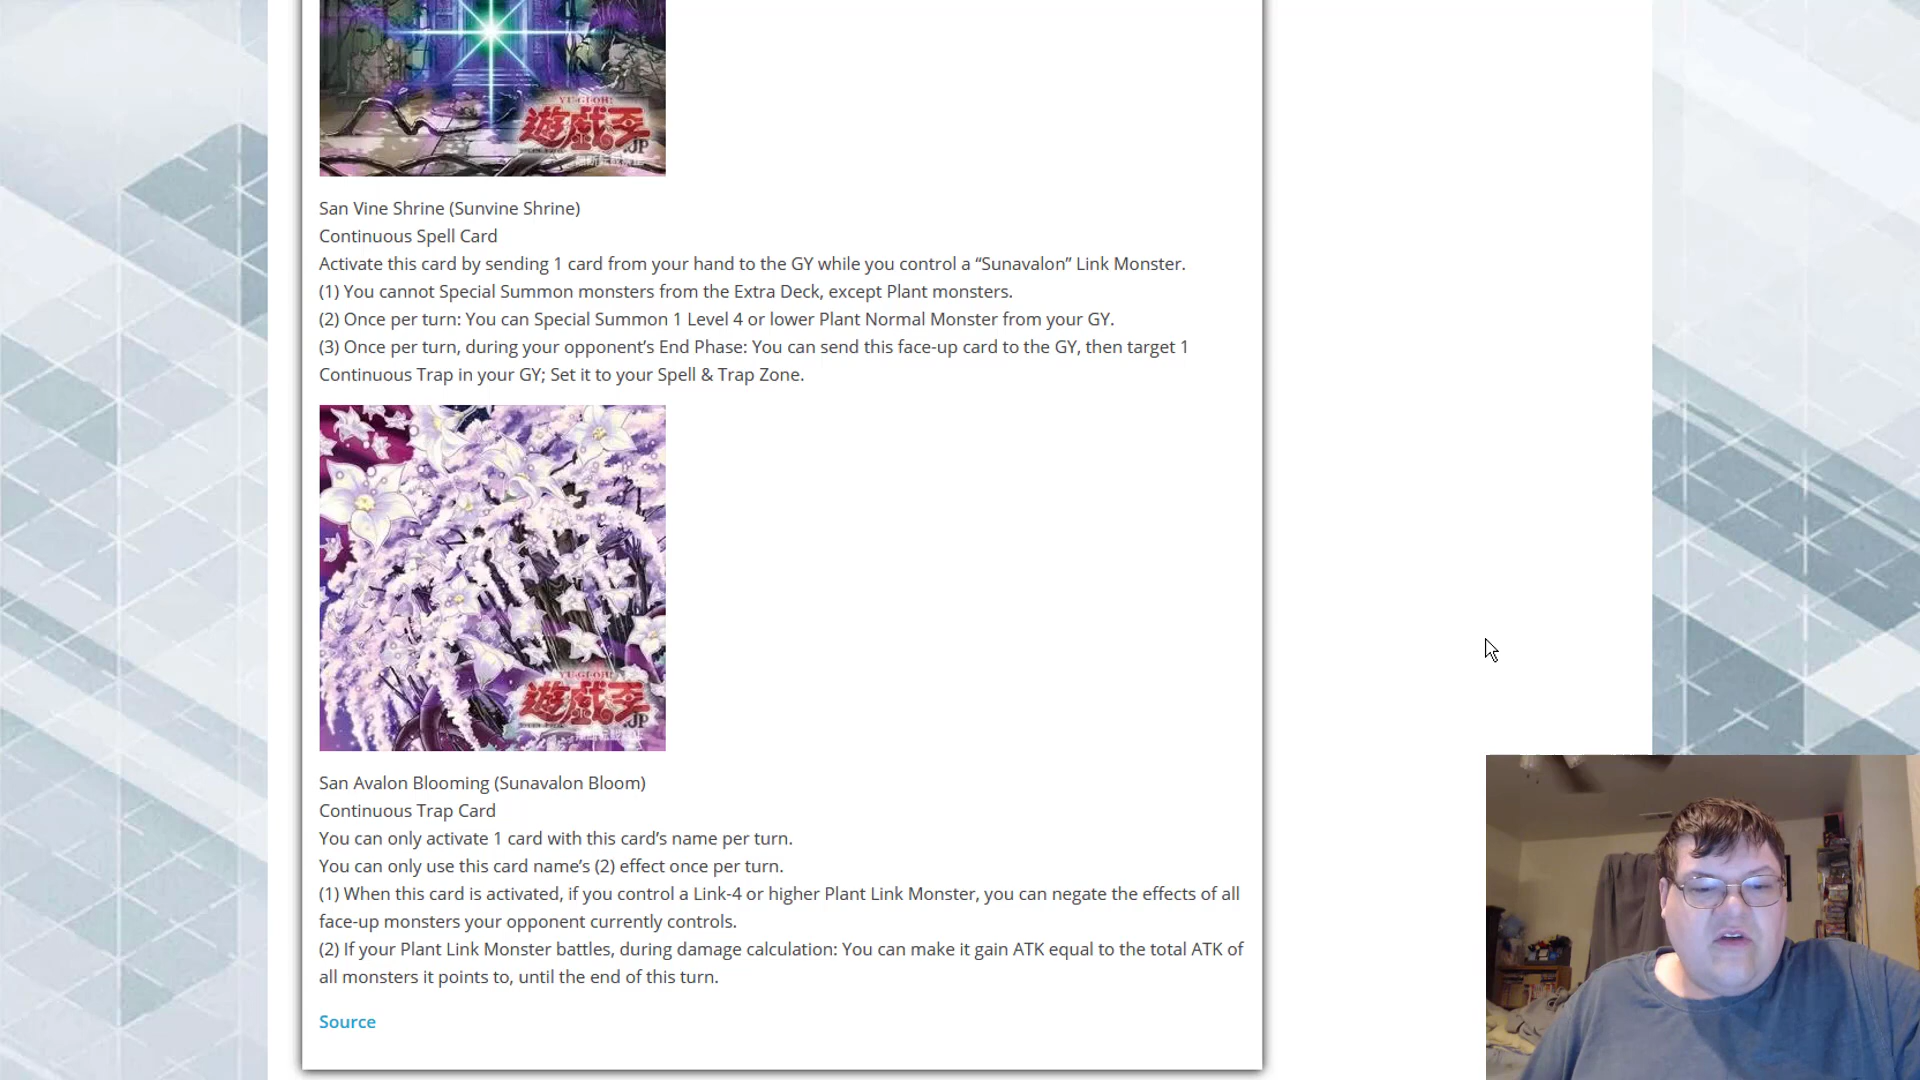 YU-GI-OH!
遊戯王
.JP
San Vine Shrine (Sunvine Shrine)
Continuous Spell Card
Activate this card by sending 1 card from your hand to the GY while you control a “Sunavalon” Link Monster.
(1) You cannot Special Summon monsters from the Extra Deck, except Plant monsters.
(2) Once per turn: You can Special Summon 1 Level 4 or lower Plant Normal Monster from your GY.
(3) Once per turn, during your opponent’s End Phase: You can send this face-up card to the GY, then target 1
Continuous Trap in your GY; Set it to your Spell & Trap Zone.
YU-GI-OH!
遊戯王
.JP
San Avalon Blooming (Sunavalon Bloom)
Continuous Trap Card
You can only activate 1 card with this card’s name per turn.
You can only use this card name’s (2) effect once per turn.
(1) When this card is activated, if you control a Link-4 or higher Plant Link Monster, you can negate the effects of all
face-up monsters your opponent currently controls.
(2) If your Plant Link Monster battles, during damage calculation: You can make it gain ATK equal to the total ATK of
all monsters it points to, until the end of this turn.
Source